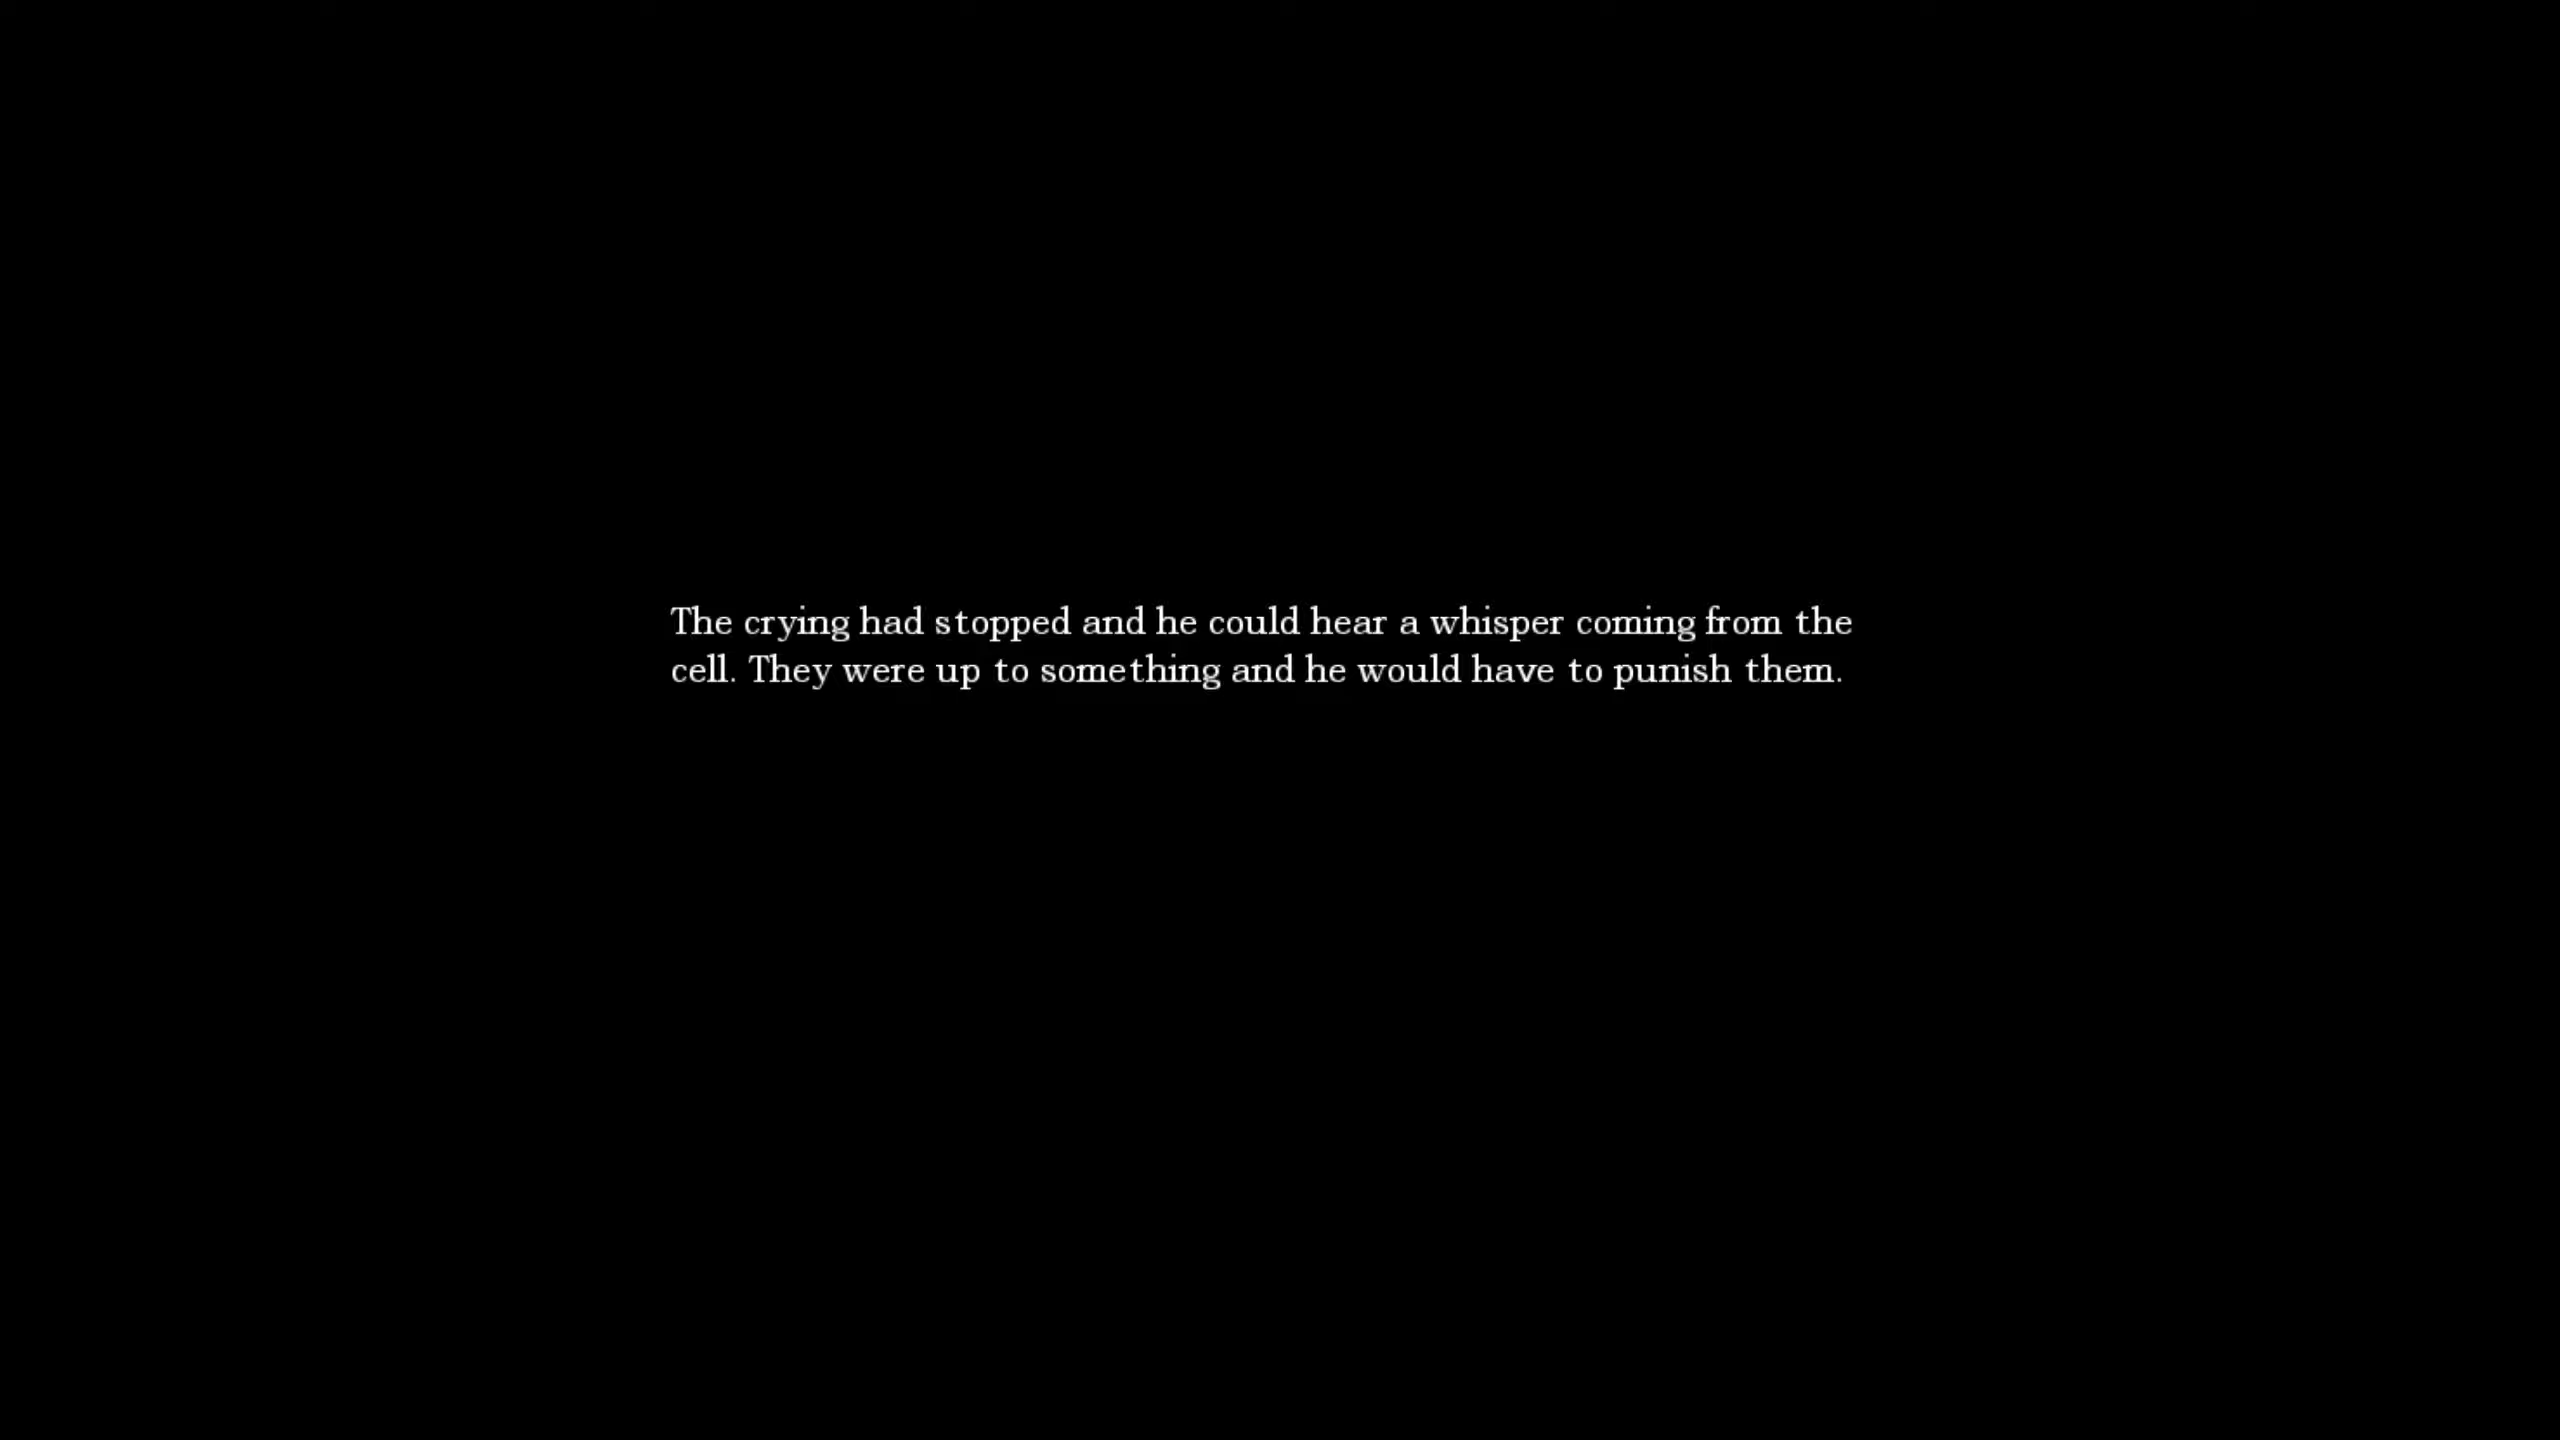 The crying had stopped and he could hear a whisper coming from the
cell. They were up to something and he would have to punish them.